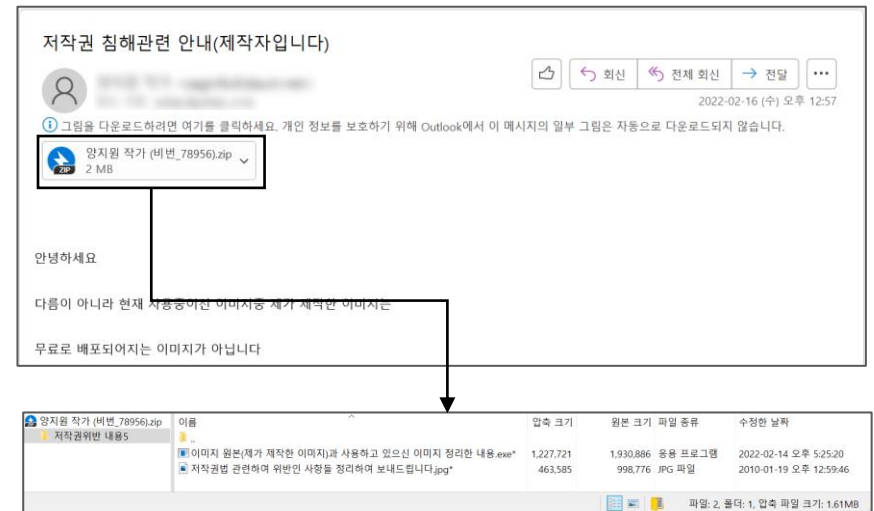 저작권 침해관련 안내(제작자입니다)
회신 전체 회신 전달
2022-02-16 (수) 오후 12:57
그림을 다운로드하려면 여기를 클릭하세요. 개인 정보를 보호하기 위해 Outlook에서 이 메시지의 일부 그림은 자동으로 다운로드되지 않습니다.
양지원 작가 (비번_78956).zip
ZIP
2 MB
안녕하세요
다름이 아니라 현재 사용중이신 이미지중 제가 제작한 이미지는
무료로 배포되어지는 이미지가 아닙니다
양지원 작가 (비번_78956).zip 이름 압축 크기 원본 크기 파일 종류 수정한 날짜
저작권위반 내용5 ..
이미지 원본(제가 제작한 이미지)과 사용하고 있으신 이미지 정리한 내용.exe* 1,227,721 1,930,886 응용 프로그램 2022-02-14 오후 5:25:20
저작권법 관련하여 위반인 사항들 정리하여 보내드립니다.jpg* 463,585 998,776 JPG 파일 2010-01-19 오후 12:59:46
파일: 2, 폴더: 1, 압축 파일 크기: 1.61MB